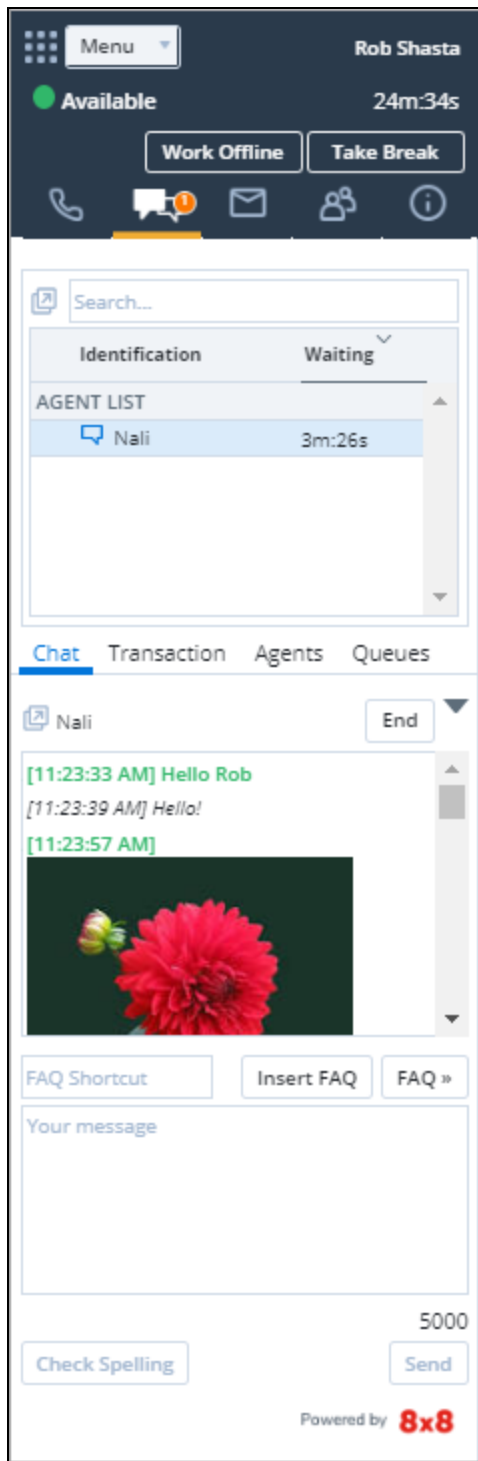 Menu
Rob Shasta
Available
24m:34s
Work Offline
Take Break
1
Search...
Identification
Waiting
AGENT LIST
Nali
3m:26s
Chat
Transaction
Agents
Queues
Nali
End
[11:23:33 AM] Hello Rob
[11:23:39 AM] Hello!
[11:23:57 AM]
FAQ Shortcut
Insert FAQ
FAQ »
Your message
5000
Check Spelling
Send
Powered by 8x8